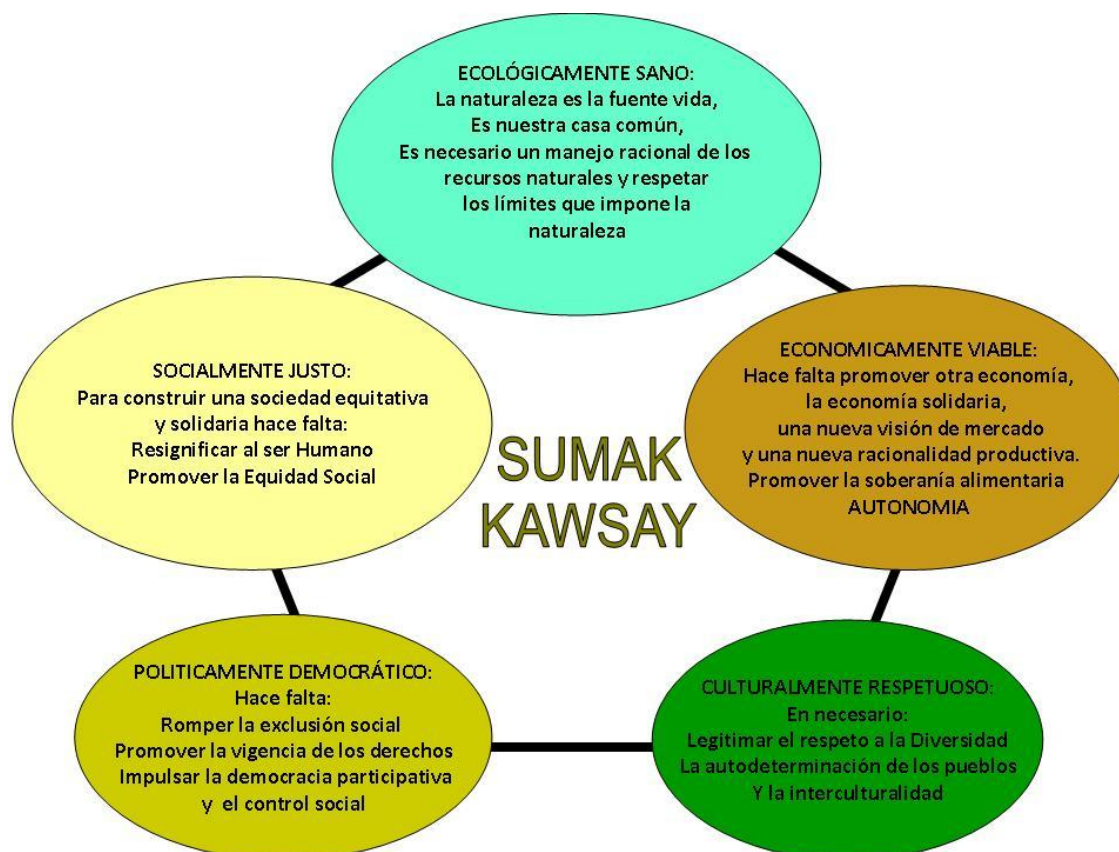 ECOLÓGICAMENTE SANO:
La naturaleza es la fuente vida,
Es nuestra casa común,
Es necesario un manejo racional de los
recursos naturales y respetar
los límites que impone la
naturaleza
SOCIALMENTE JUSTO:
Para construir una sociedad equitativa
y solidaria hace falta:
Resignificar al ser Humano
Promover la Equidad Social
ECONOMICAMENTE VIABLE:
Hace falta promover otra economía,
la economía solidaria,
una nueva visión de mercado
y una nueva racionalidad productiva.
Promover la soberanía alimentaria
AUTONOMIA
SUMAK
KAWSAY
POLITICAMENTE DEMOCRÁTICO:
Hace falta:
Romper la exclusión social
Promover la vigencia de los derechos
Impulsar la democracia participativa
y el control social
CULTURALMENTE RESPETUOSO:
En necesario:
Legitimar el respeto a la Diversidad
La autodeterminación de los pueblos
Y la interculturalidad